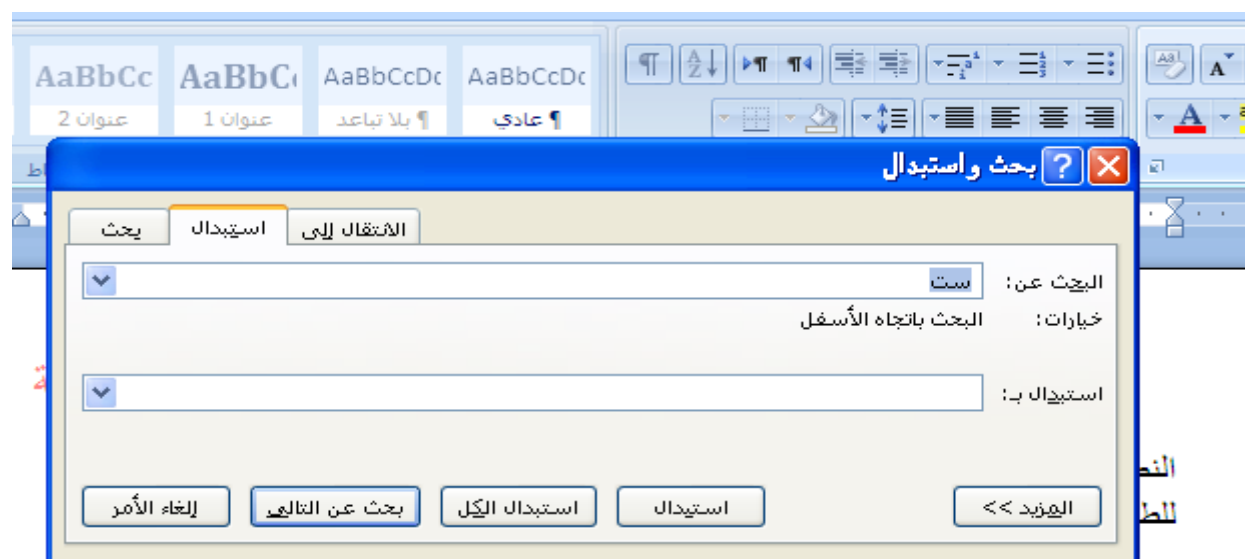 AaBbCcDc AaBbCcDc AaBbC AaBbCc
¶ عادي ¶ بلا تباعد عنوان 1 عنوان 2
بحث واستبدال
الانتقال إلى استبدال بحث
البحث عن: ست
خيارات: البحث باتجاه الأسفل
استبدال بـ:
المزيد >> استبدال استبدال الكل بحث عن التالي إلغاء الأمر